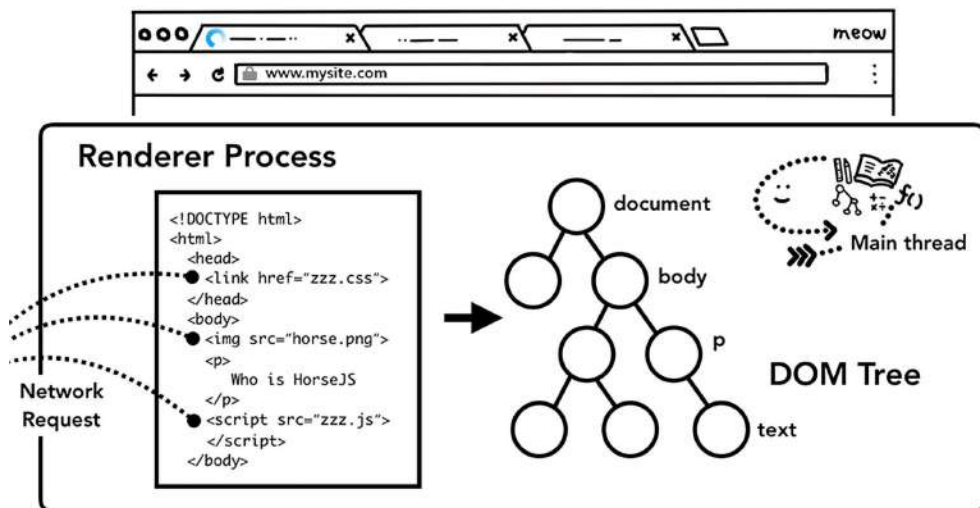 meow
www.mysite.com
Renderer Process
<!DOCTYPE html>
<html>
<head>
<link href="zzz.css">
</head>
<body>
<img src="horse.png">
<p>
Who is HorseJS
</p>
<script src="zzz.js">
</script>
</body>
Network
Request
document
body
p
text
DOM Tree
f()
Main thread